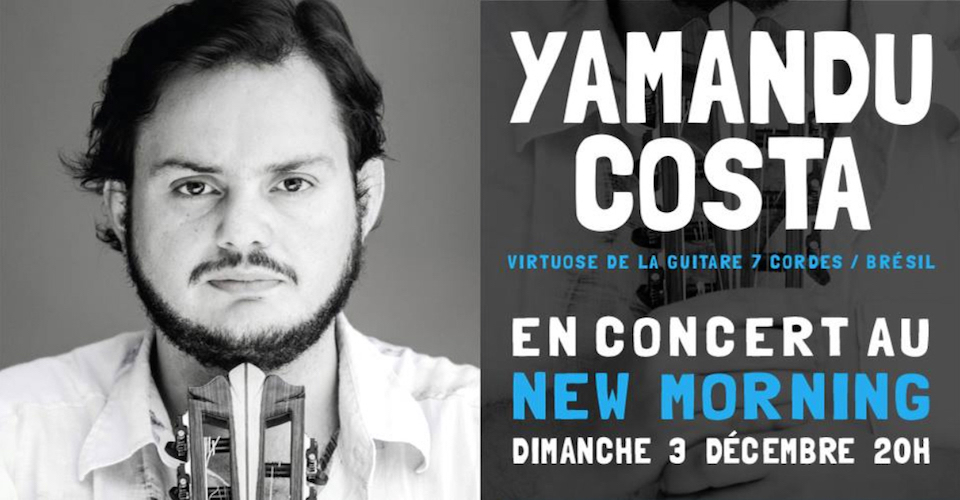 YAMANDU
COSTA
VIRTUOSE DE LA GUITARE 7 CORDES / BRÉSIL
EN CONCERT AU
NEW MORNING
DIMANCHE 3 DÉCEMBRE 20H